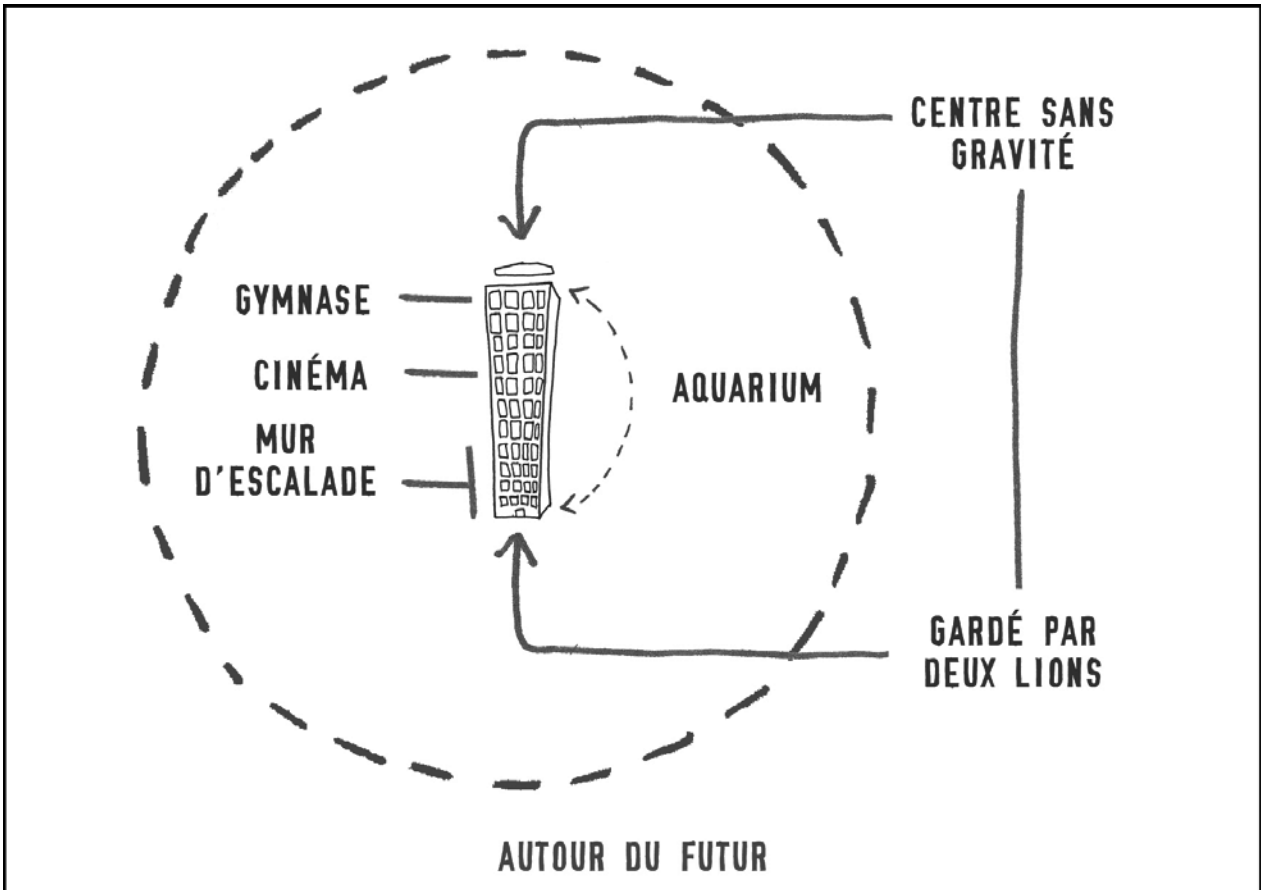 CENTRE SANS
GRAVITÉ
GYMNASE
CINÉMA
AQUARIUM
MUR
D'ESCALADE
GARDÉ PAR
DEUX LIONS
AUTOUR DU FUTUR